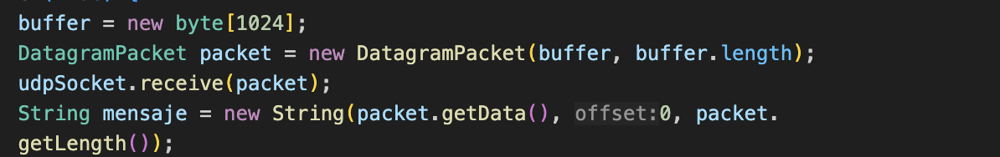 buffer = new byte[1024];
DatagramPacket packet = new DatagramPacket(buffer, buffer.length);
udpSocket.receive(packet);
String mensaje = new String(packet.getData(), offset:0, packet.
getLength());